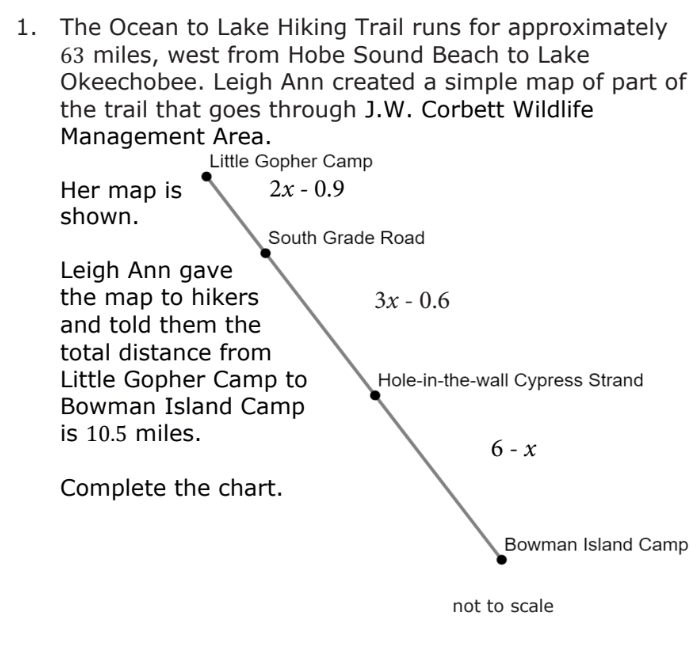 1. The Ocean to Lake Hiking Trail runs for approximately
63 miles, west from Hobe Sound Beach to Lake
Okeechobee. Leigh Ann created a simple map of part of
the trail that goes through J.W. Corbett Wildlife
Management Area.
Little Gopher Camp
Her map is
shown.
2x - 0.9
South Grade Road
Leigh Ann gave
the map to hikers
and told them the
total distance from
Little Gopher Camp to
Bowman Island Camp
is 10.5 miles.
3x - 0.6
Hole-in-the-wall Cypress Strand
6 - x
Complete the chart.
Bowman Island Camp
not to scale